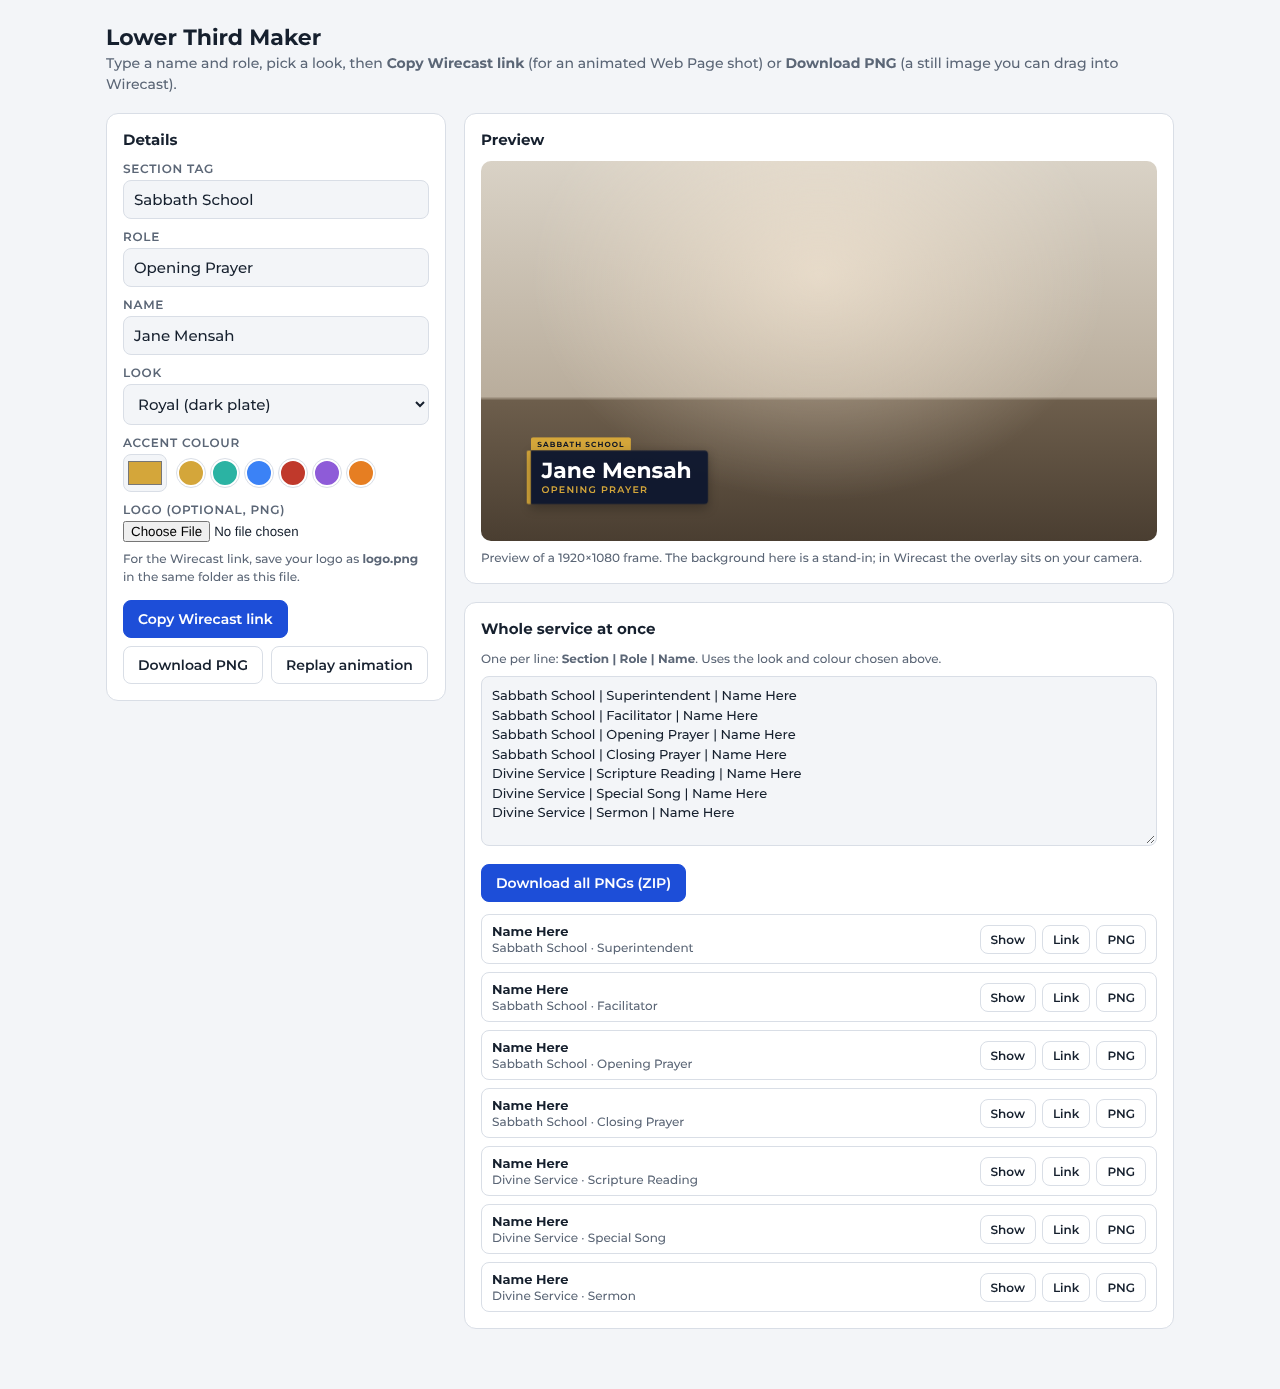 Lower Third Maker
Type a name and role, pick a look, then Copy Wirecast link (for an animated Web Page shot) or Download PNG (a still image you can drag into
Wirecast).
Details
SECTION TAG
Sabbath School
ROLE
Opening Prayer
NAME
Jane Mensah
LOOK
Royal (dark plate)
ACCENT COLOUR
LOGO (OPTIONAL, PNG)
Choose File No file chosen
For the Wirecast link, save your logo as logo.png
in the same folder as this file.
Copy Wirecast link
Download PNG
Replay animation
Preview
SABBATH SCHOOL
Jane Mensah
OPENING PRAYER
Preview of a 1920×1080 frame. The background here is a stand-in; in Wirecast the overlay sits on your camera.
Whole service at once
One per line: Section | Role | Name. Uses the look and colour chosen above.
Sabbath School | Superintendent | Name Here
Sabbath School | Facilitator | Name Here
Sabbath School | Opening Prayer | Name Here
Sabbath School | Closing Prayer | Name Here
Divine Service | Scripture Reading | Name Here
Divine Service | Special Song | Name Here
Divine Service | Sermon | Name Here
Download all PNGs (ZIP)
Name Here
Sabbath School · Superintendent
Show Link PNG
Name Here
Sabbath School · Facilitator
Show Link PNG
Name Here
Sabbath School · Opening Prayer
Show Link PNG
Name Here
Sabbath School · Closing Prayer
Show Link PNG
Name Here
Divine Service · Scripture Reading
Show Link PNG
Name Here
Divine Service · Special Song
Show Link PNG
Name Here
Divine Service · Sermon
Show Link PNG